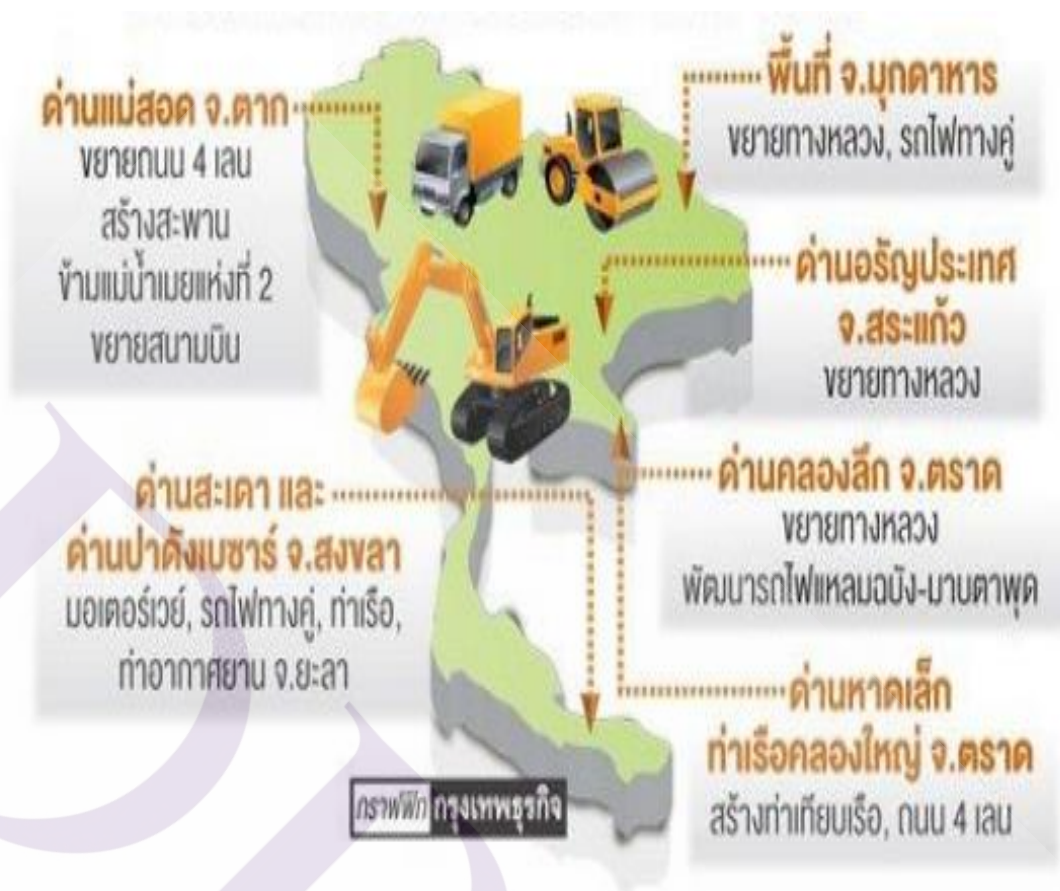 ด่านแม่สอด จ.ตาก
ขยายถนน 4 เลน
สร้างสะพาน
ข้ามแม่น้ำเมยแห่งที่ 2
ขยายสนามบิน
พื้นที่ จ.มุกดาหาร
ขยายทางหลวง, รถไฟทางคู่
ด่านอรัญประเทศ
จ.สระแก้ว
ขยายทางหลวง
ด่านสะเดา และ
ด่านปาดังเบซาร์ จ.สงขลา
มอเตอร์เวย์, รถไฟทางคู่, ท่าเรือ,
ท่าอากาศยาน จ.ยะลา
ด่านคลองลึก จ.ตราด
ขยายทางหลวง
พัฒนารถไฟแหลมฉบัง-มาบตาพุด
ด่านหาดเล็ก
ท่าเรือคลองใหญ่ จ.ตราด
สร้างท่าเทียบเรือ, ถนน 4 เลน
กราฟฟิก กรุงเทพธุรกิจ